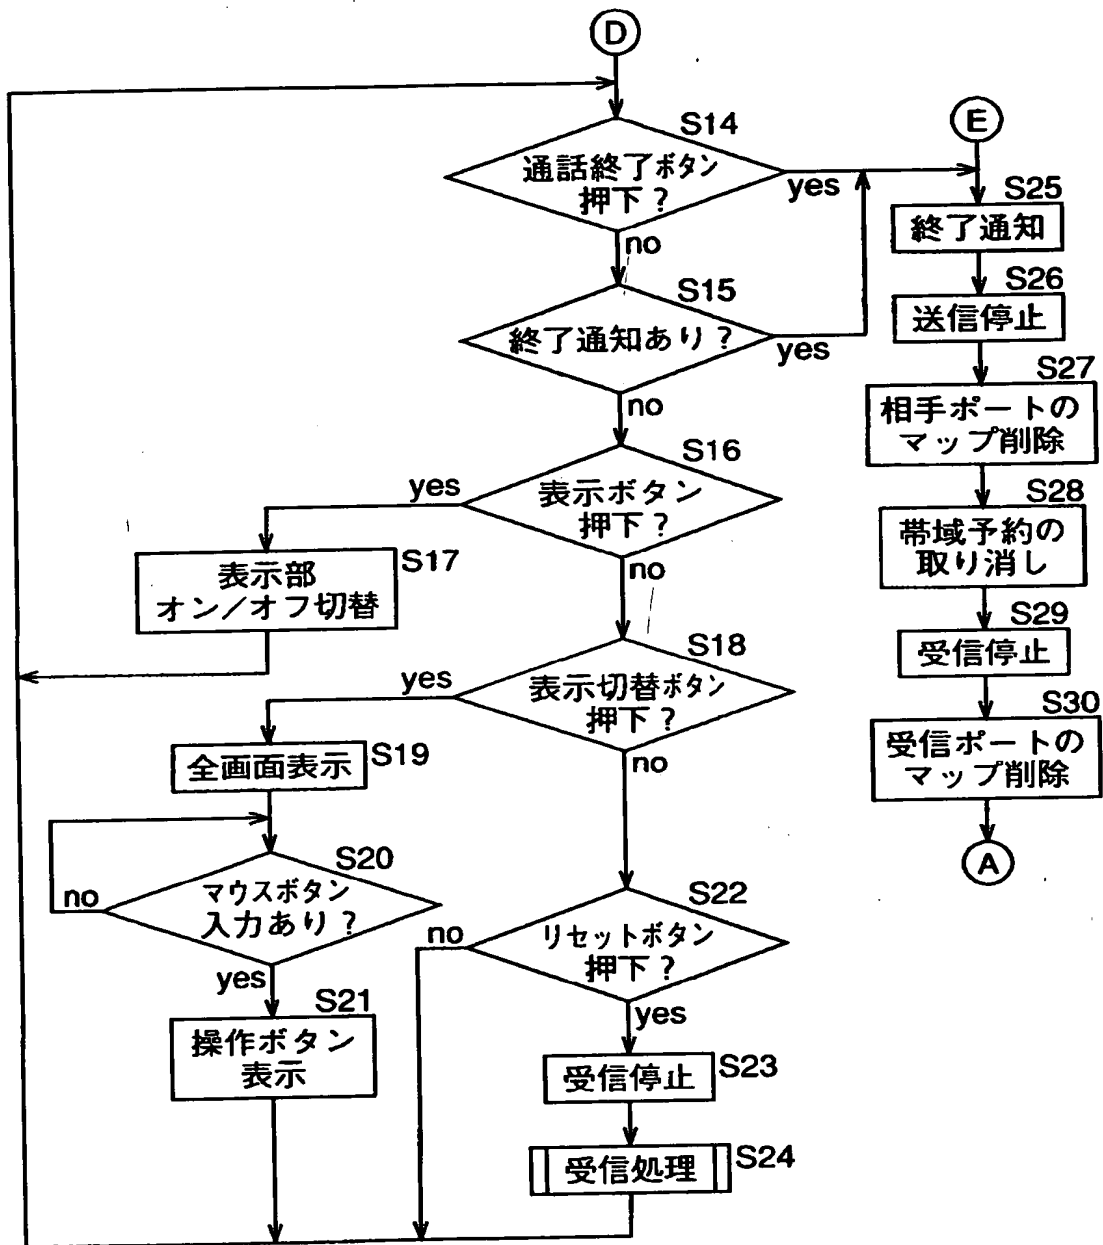 D
S14
通話終了ボタン
押下？
yes
no
S15
終了通知あり？
yes
no
S16
表示ボタン
押下？
yes
no
S17
表示部
オン／オフ切替
S18
表示切替ボタン
押下？
yes
no
S19
全画面表示
S20
マウスボタン
入力あり？
no
yes
S21
操作ボタン
表示
S22
リセットボタン
押下？
no
yes
S23
受信停止
S24
受信処理
E
S25
終了通知
S26
送信停止
S27
相手ポートの
マップ削除
S28
帯域予約の
取り消し
S29
受信停止
S30
受信ポートの
マップ削除
A